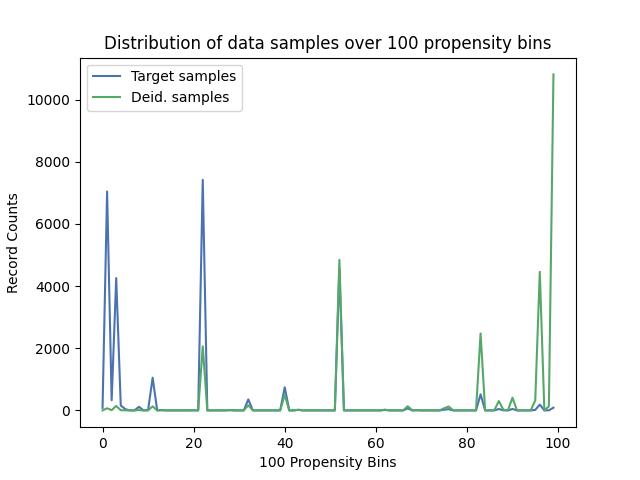 Distribution of data samples over 100 propensity bins
Target samples
Deid. samples
10000
8000
6000
4000
2000
0
Record Counts
0 20 40 60 80 100
100 Propensity Bins